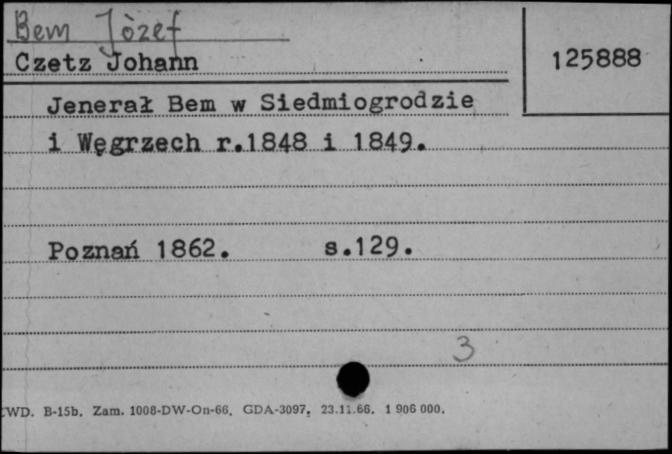 Bem Józef
Czetz Johann
125888
Jenerał Bem w Siedmiogrodzie
i Węgrzech r.1848 i 1849.
Poznań 1862. s.129.
3
CWD. B-15b. Zam. 1008-DW-On-66. GDA-3097. 23.11.66. 1 906 000.